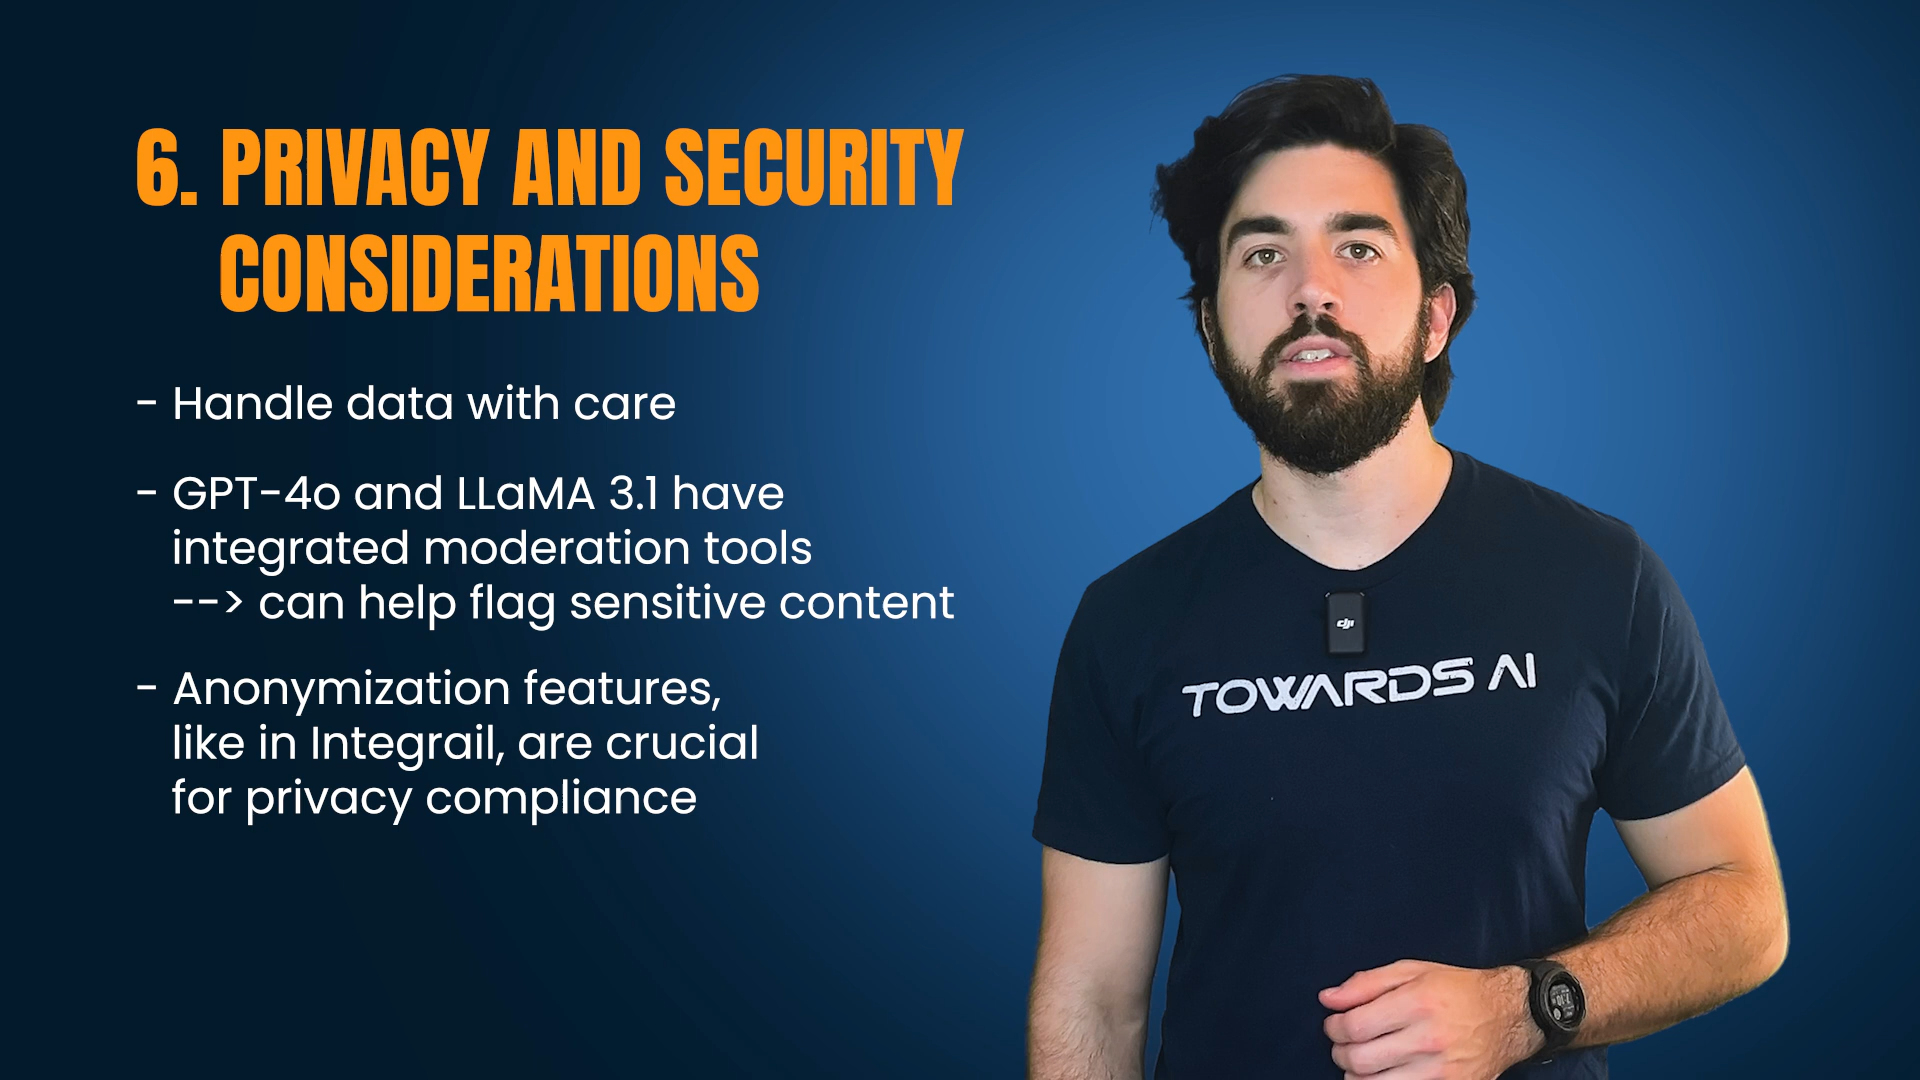 6. PRIVACY AND SECURITY
CONSIDERATIONS
- Handle data with care
- GPT-4o and LLaMA 3.1 have
integrated moderation tools
--> can help flag sensitive content
- Anonymization features,
like in Integrail, are crucial
for privacy compliance
dji
TOWARDS AI